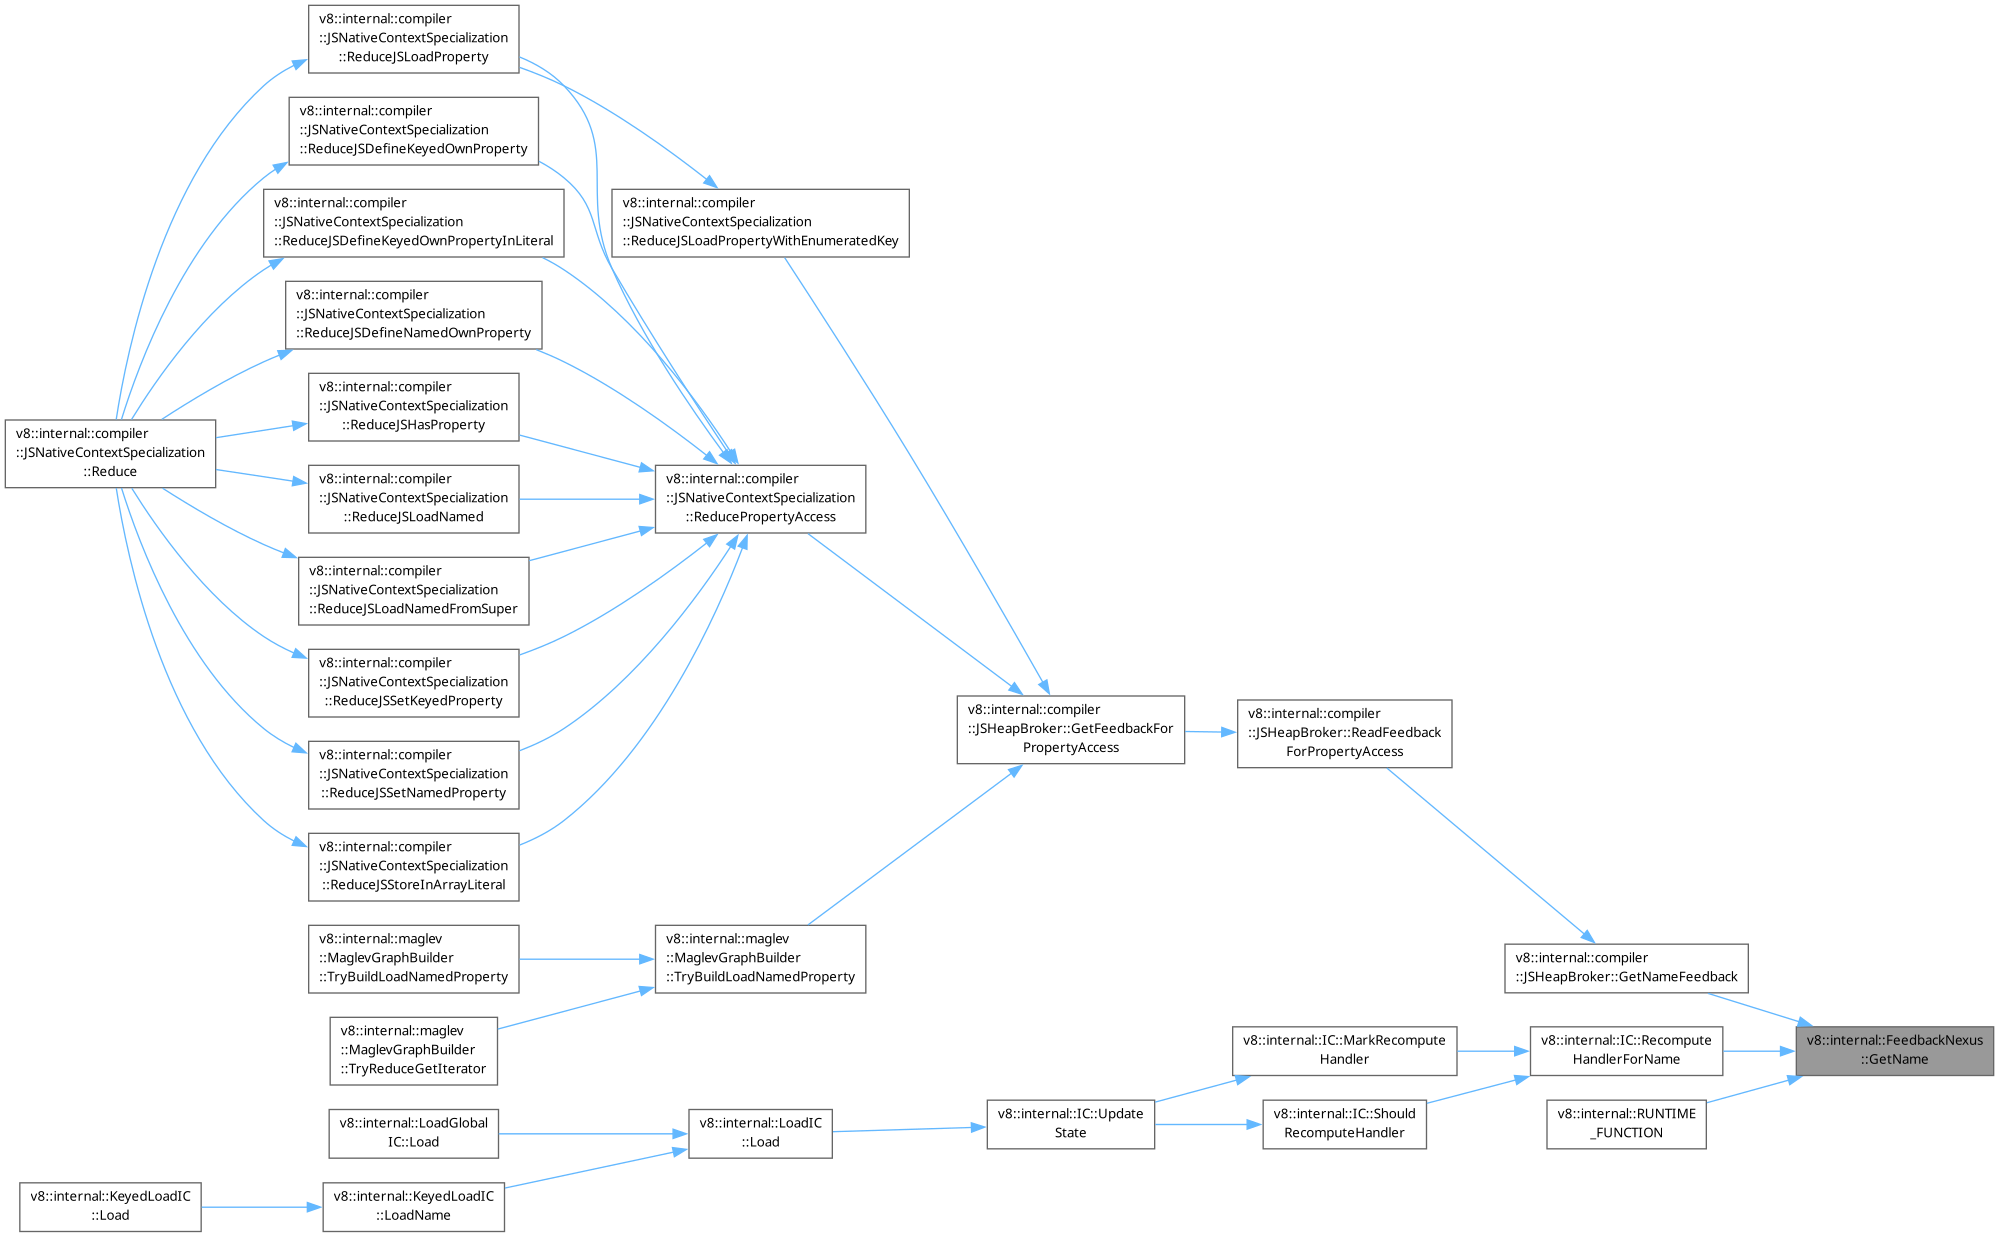 v8::internal::compiler
::JSNativeContextSpecialization
::ReduceJSLoadProperty
v8::internal::compiler
::JSNativeContextSpecialization
::ReduceJSDefineKeyedOwnProperty
v8::internal::compiler
::JSNativeContextSpecialization
::ReduceJSDefineKeyedOwnPropertyInLiteral
v8::internal::compiler
::JSNativeContextSpecialization
::ReduceJSLoadPropertyWithEnumeratedKey
v8::internal::compiler
::JSNativeContextSpecialization
::ReduceJSDefineNamedOwnProperty
v8::internal::compiler
::JSNativeContextSpecialization
::ReduceJSHasProperty
v8::internal::compiler
::JSNativeContextSpecialization
::Reduce
v8::internal::compiler
::JSNativeContextSpecialization
::ReduceJSLoadNamed
v8::internal::compiler
::JSNativeContextSpecialization
::ReducePropertyAccess
v8::internal::compiler
::JSNativeContextSpecialization
::ReduceJSLoadNamedFromSuper
v8::internal::compiler
::JSNativeContextSpecialization
::ReduceJSSetKeyedProperty
v8::internal::compiler
::JSHeapBroker::GetFeedbackFor
PropertyAccess
v8::internal::compiler
::JSHeapBroker::ReadFeedback
ForPropertyAccess
v8::internal::compiler
::JSNativeContextSpecialization
::ReduceJSSetNamedProperty
v8::internal::compiler
::JSNativeContextSpecialization
::ReduceJSStoreInArrayLiteral
v8::internal::maglev
::MaglevGraphBuilder
::TryBuildLoadNamedProperty
v8::internal::maglev
::MaglevGraphBuilder
::TryBuildLoadNamedProperty
v8::internal::compiler
::JSHeapBroker::GetNameFeedback
v8::internal::maglev
::MaglevGraphBuilder
::TryReduceGetIterator
v8::internal::IC::MarkRecompute
Handler
v8::internal::IC::Recompute
HandlerForName
v8::internal::FeedbackNexus
::GetName
v8::internal::LoadGlobal
IC::Load
v8::internal::LoadIC
::Load
v8::internal::IC::Update
State
v8::internal::IC::Should
RecomputeHandler
v8::internal::RUNTIME
_FUNCTION
v8::internal::KeyedLoadIC
::Load
v8::internal::KeyedLoadIC
::LoadName